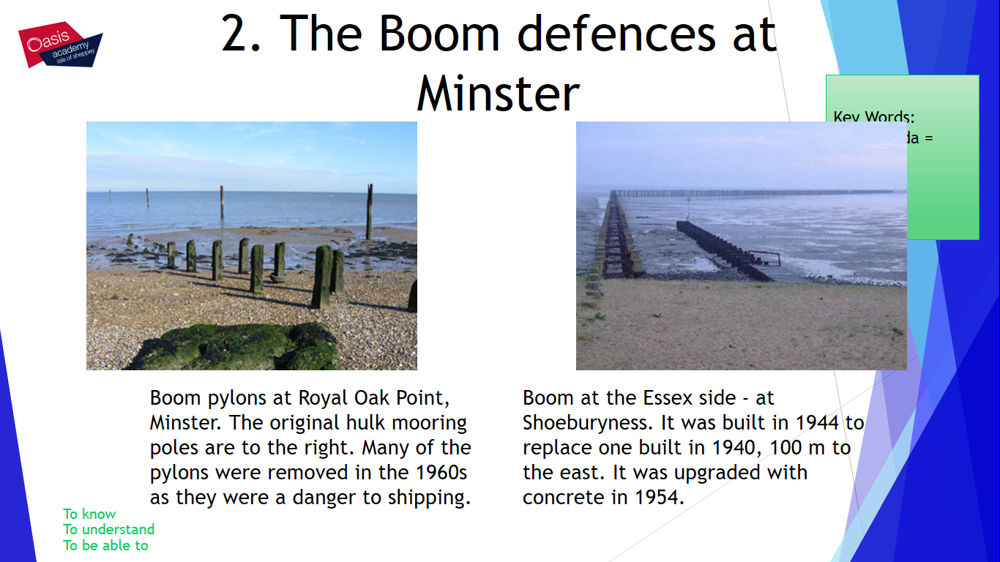 Oasis
academy
isle of sheppey
2. The Boom defences at
Minster
Key Words:
=
Boom pylons at Royal Oak Point,
Minster. The original hulk mooring
poles are to the right. Many of the
pylons were removed in the 1960s
as they were a danger to shipping.
Boom at the Essex side - at
Shoeburyness. It was built in 1944 to
replace one built in 1940, 100 m to
the east. It was upgraded with
concrete in 1954.
To know
To understand
To be able to